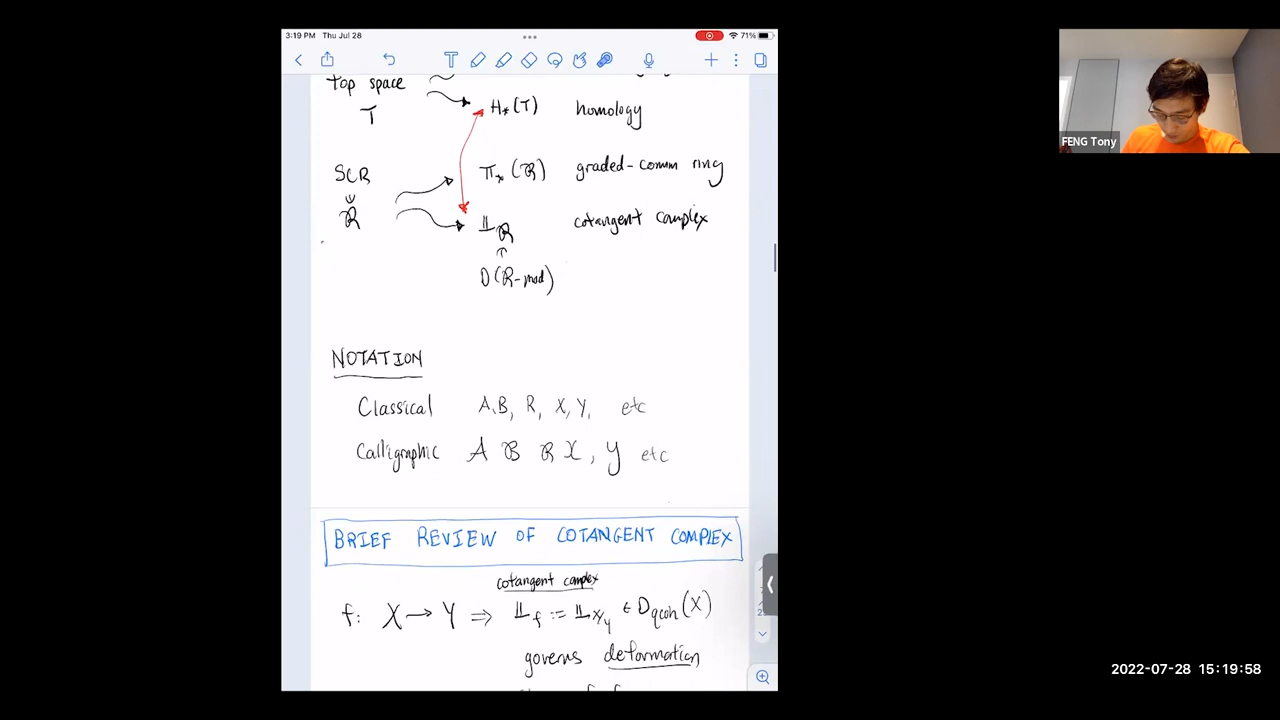 3:19 PM Thu Jul 28
71%
top space
T
H*(T) homology
SCR
R
π*(R) graded-comm ring
𝕃R cotangent complex
D(R-mod)
NOTATION
Classical A,B, R, X, Y, etc
Calligraphic A B R X, Y etc
BRIEF REVIEW OF COTANGENT COMPLEX
cotangent complex
f: X → Y ⇒ 𝕃f := 𝕃X/Y ∈ Dqcoh(X)
governs deformation
FENG Tony
2022-07-28 15:19:58